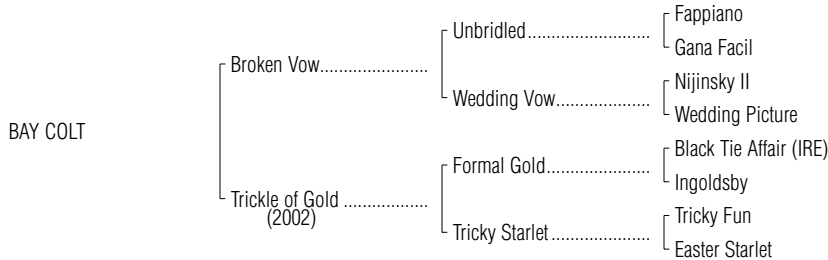 Fappiano
Unbridled..........................
Gana Facil
Broken Vow.......................
Nijinsky II
Wedding Vow....................
Wedding Picture
BAY COLT
Black Tie Affair (IRE)
Formal Gold......................
Ingoldsby
Trickle of Gold ..................
(2002)
Tricky Fun
Tricky Starlet.....................
Easter Starlet